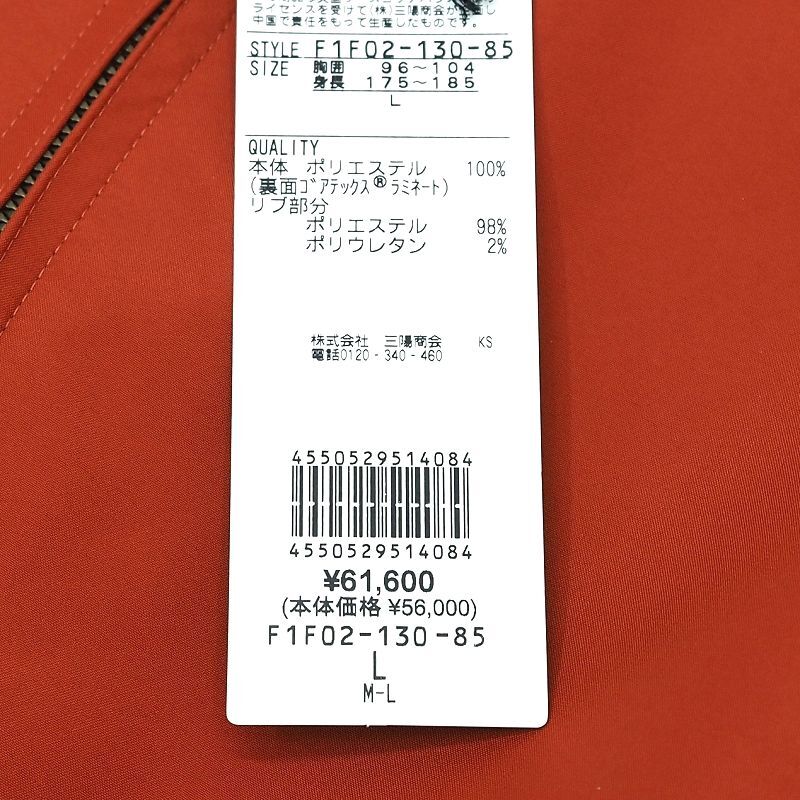 ライセンスを受けて(株)三陽商会が企画し
中国で責任をもって生産したものです。
STYLE F1F02-130-85
SIZE 胸囲 96～104
身長 175～185
L
QUALITY
本体 ポリエステル 100%
(裏面ｺﾞｱテックス®ラミネート)
リブ部分
ポリエステル 98%
ポリウレタン 2%
株式会社 三陽商会 KS
電話0120-340-460
4550529514084
4550529514084
¥61,600
(本体価格 ¥56,000)
F1F02-130-85
L
M-L